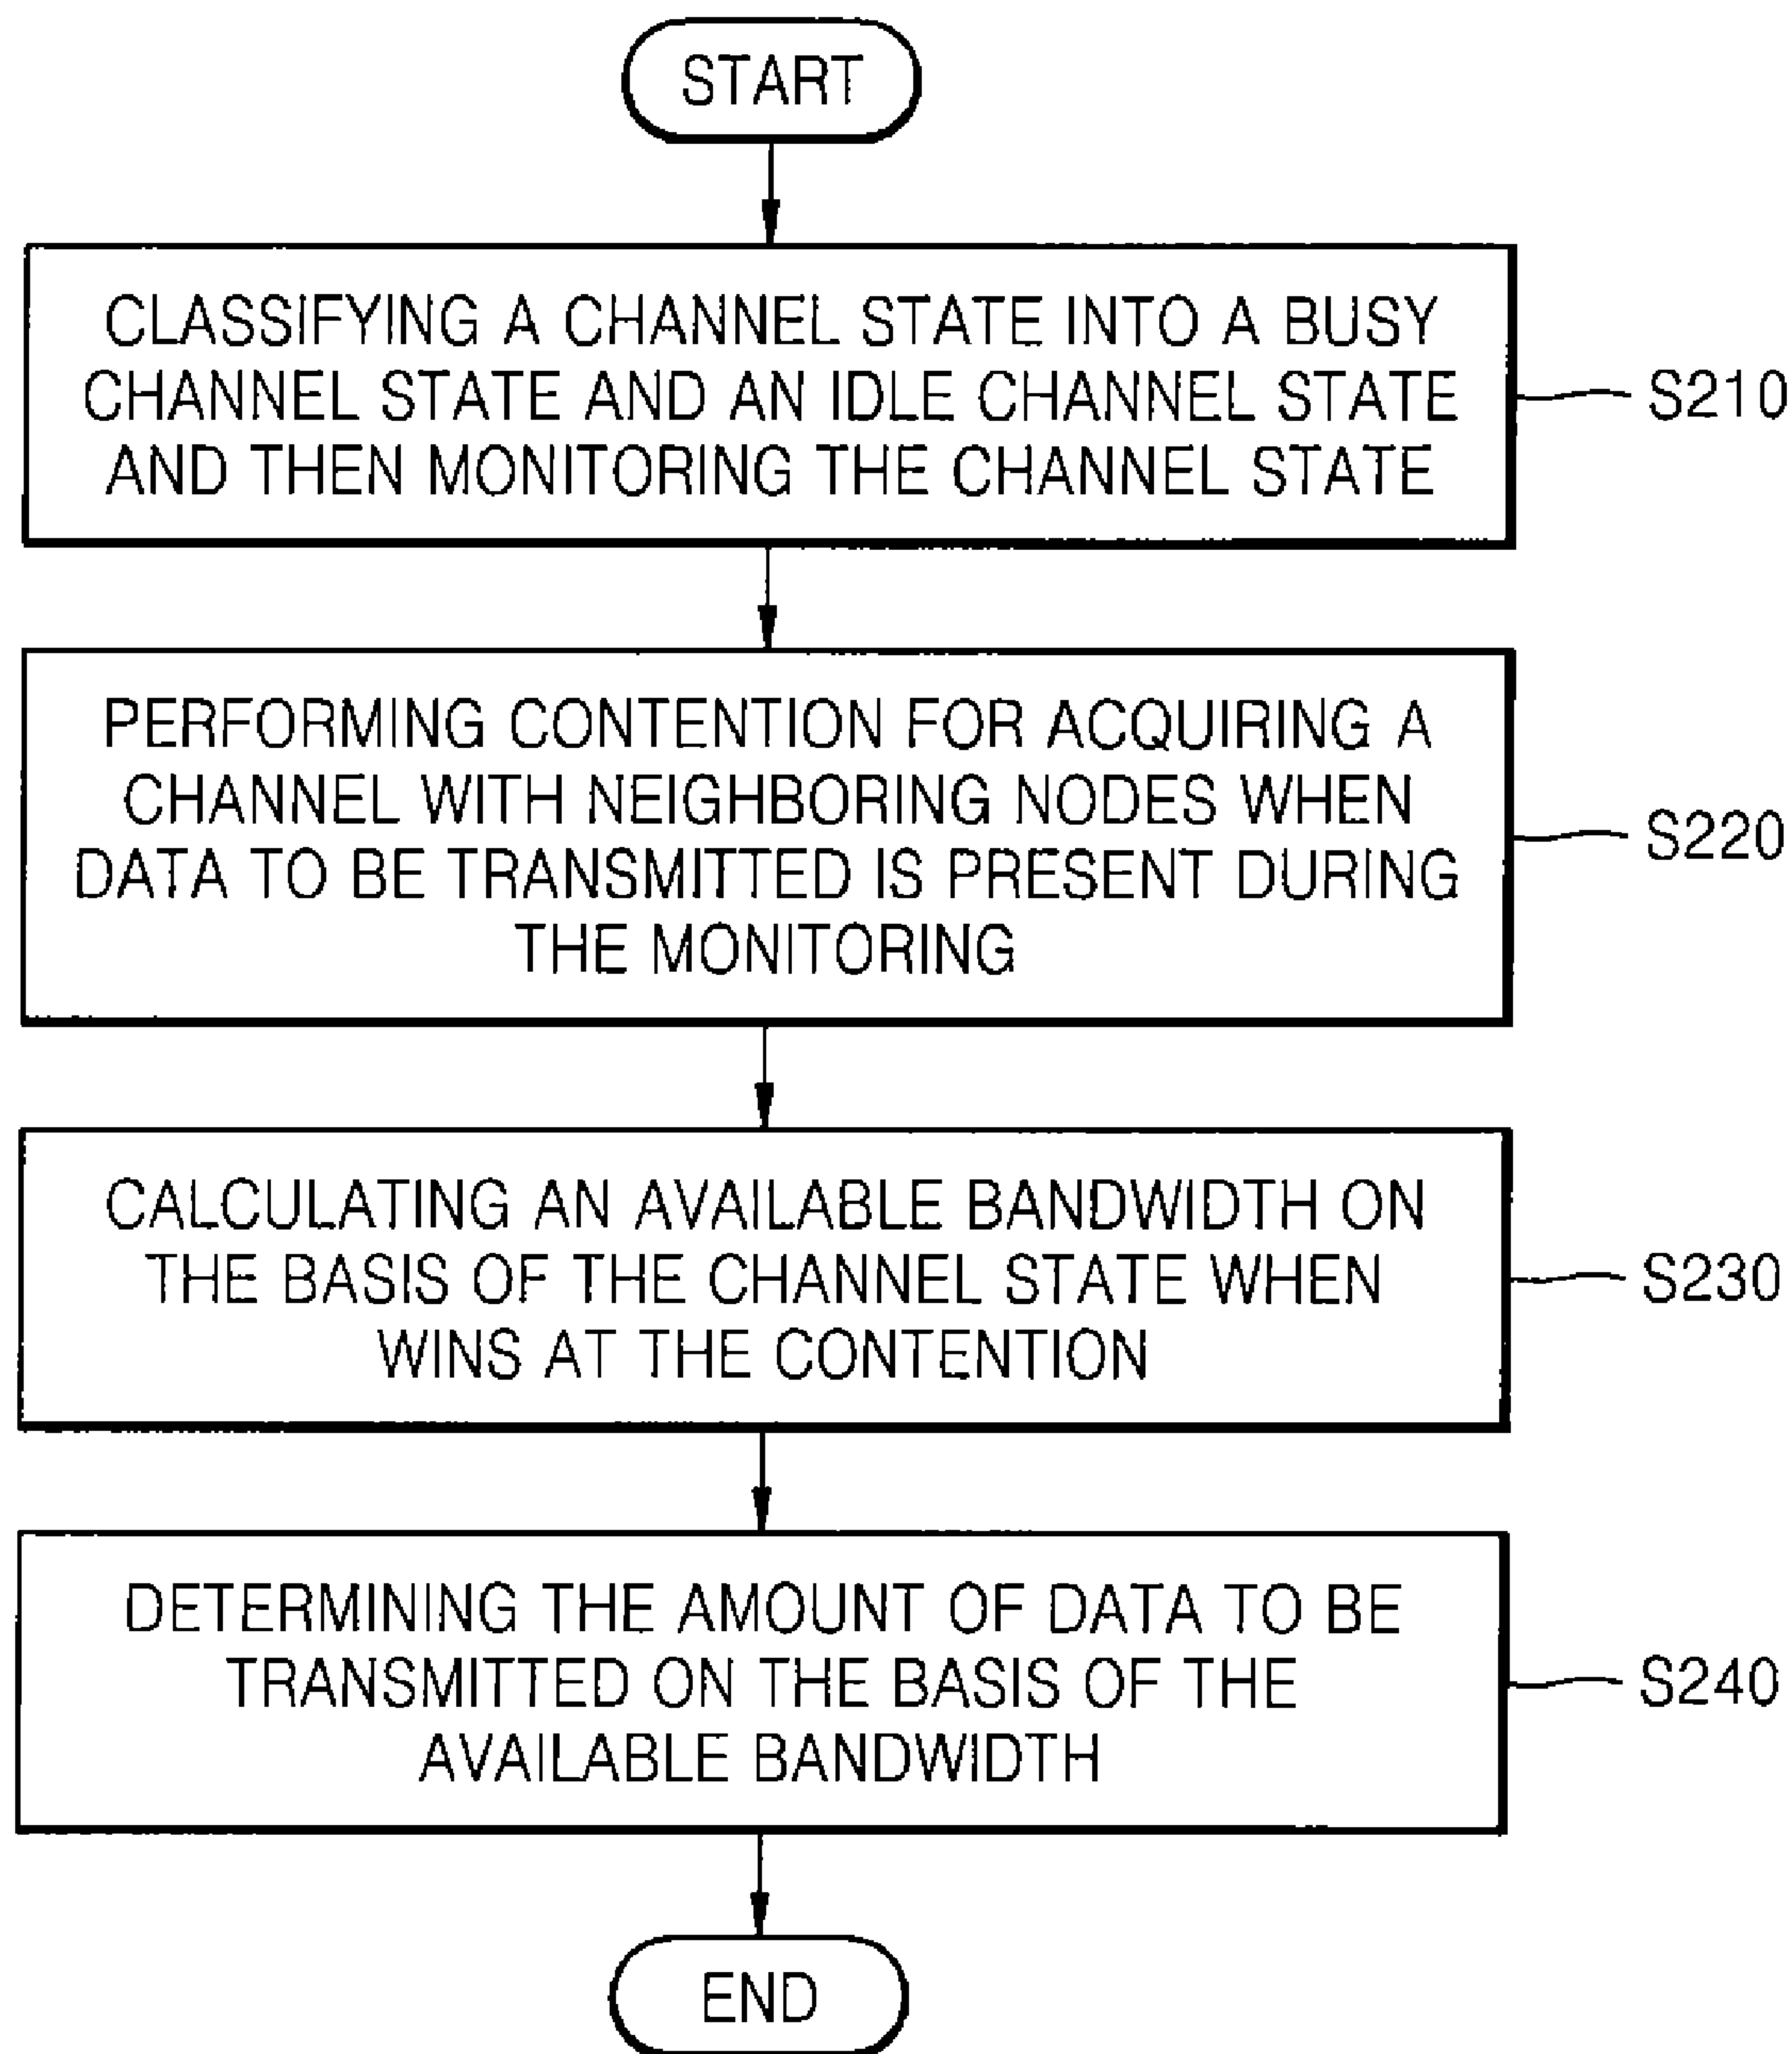 START
CLASSIFYING A CHANNEL STATE INTO A BUSY
CHANNEL STATE AND AN IDLE CHANNEL STATE
AND THEN MONITORING THE CHANNEL STATE
S210
PERFORMING CONTENTION FOR ACQUIRING A
CHANNEL WITH NEIGHBORING NODES WHEN
DATA TO BE TRANSMITTED IS PRESENT DURING
THE MONITORING
S220
CALCULATING AN AVAILABLE BANDWIDTH ON
THE BASIS OF THE CHANNEL STATE WHEN
WINS AT THE CONTENTION
S230
DETERMINING THE AMOUNT OF DATA TO BE
TRANSMITTED ON THE BASIS OF THE
AVAILABLE BANDWIDTH
S240
END